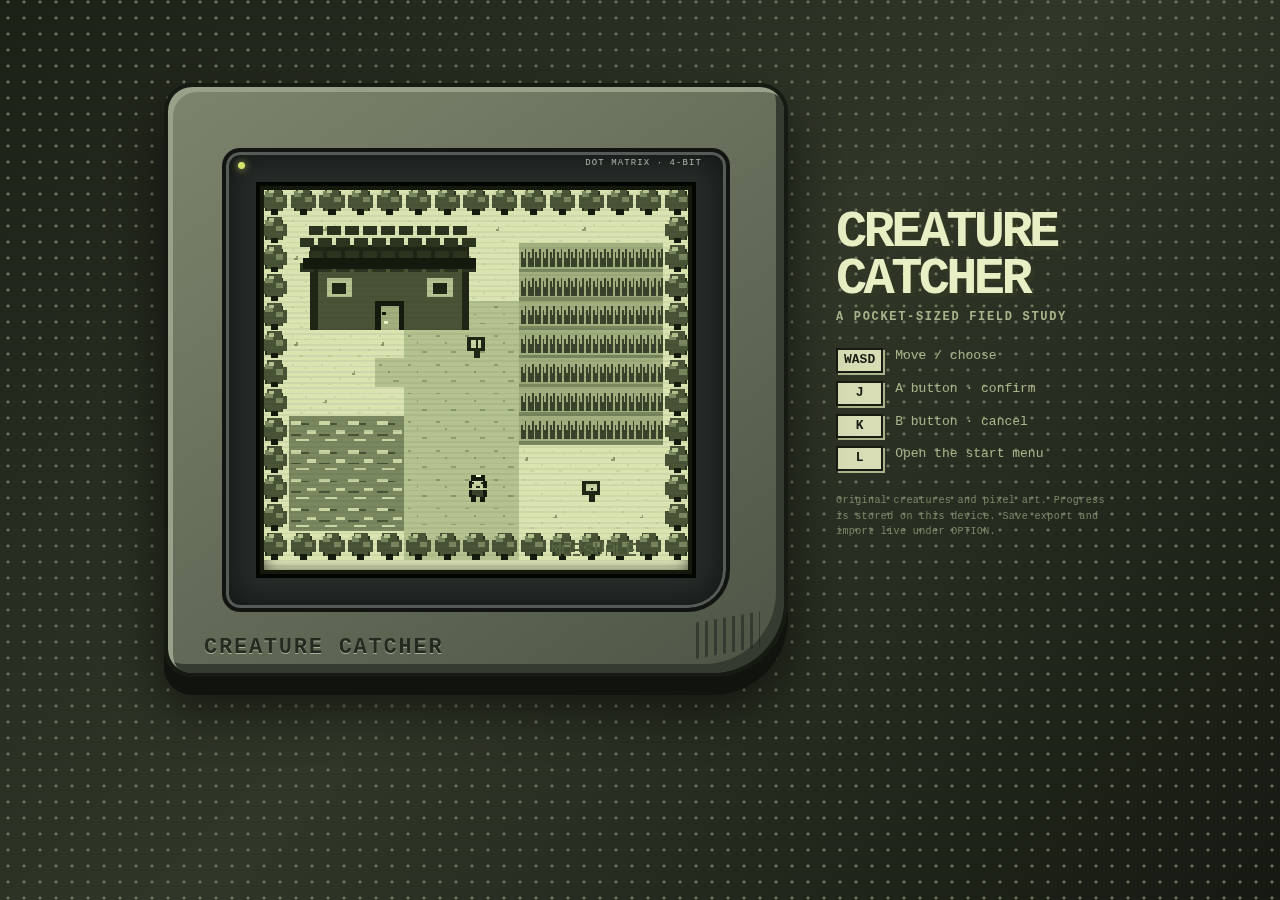 DOT MATRIX · 4-BIT
CREATURE CATCHER
CREATURE
CATCHER
A POCKET-SIZED FIELD STUDY
WASD Move / choose
J A button · confirm
K B button · cancel
L Open the start menu
Original creatures and pixel art. Progress
is stored on this device. Save export and
import live under OPTION.